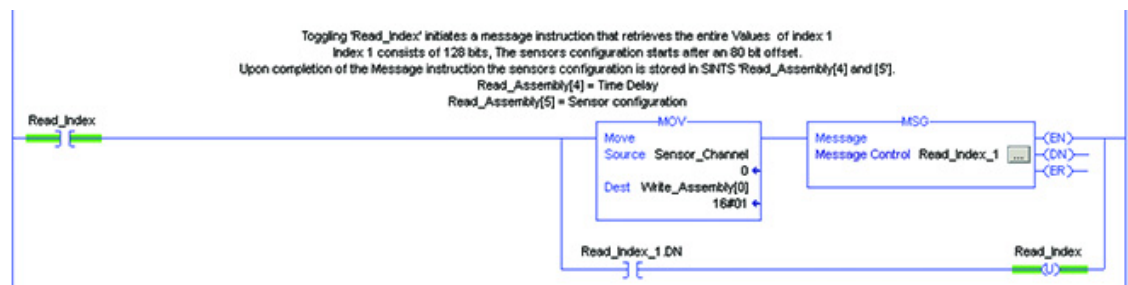 Toggling 'Read_Index' initiates a message instruction that retrieves the entire Values of index 1
Index 1 consists of 128 bits, The sensors configuration starts after an 80 bit offset.
Upon completion of the Message instruction the sensors configuration is stored in SINTS 'Read_Assembly[4] and [5'].
Read_Assembly[4] = Time Delay
Read_Assembly[5] = Sensor configuration
Read_Index
MOV
Move
Source Sensor_Channel
0
Dest Write_Assembly[0]
16#01
MSG
Message
Message Control Read_Index_1 ...
EN
DN
ER
Read_Index_1.DN
Read_Index
U